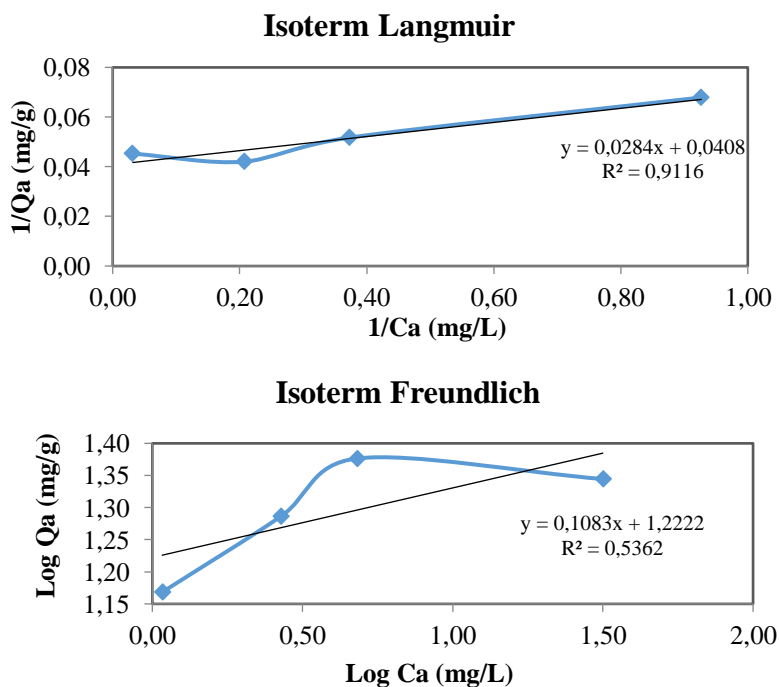 Isoterm Langmuir
0,08
0,06
0,04
0,02
0,00
1/Qa (mg/g)
y = 0,0284x + 0,0408
R² = 0,9116
0,00 0,20 0,40 0,60 0,80 1,00
1/Ca (mg/L)
Isoterm Freundlich
1,40
1,35
1,30
1,25
1,20
1,15
Log Qa (mg/g)
y = 0,1083x + 1,2222
R² = 0,5362
0,00 0,50 1,00 1,50 2,00
Log Ca (mg/L)